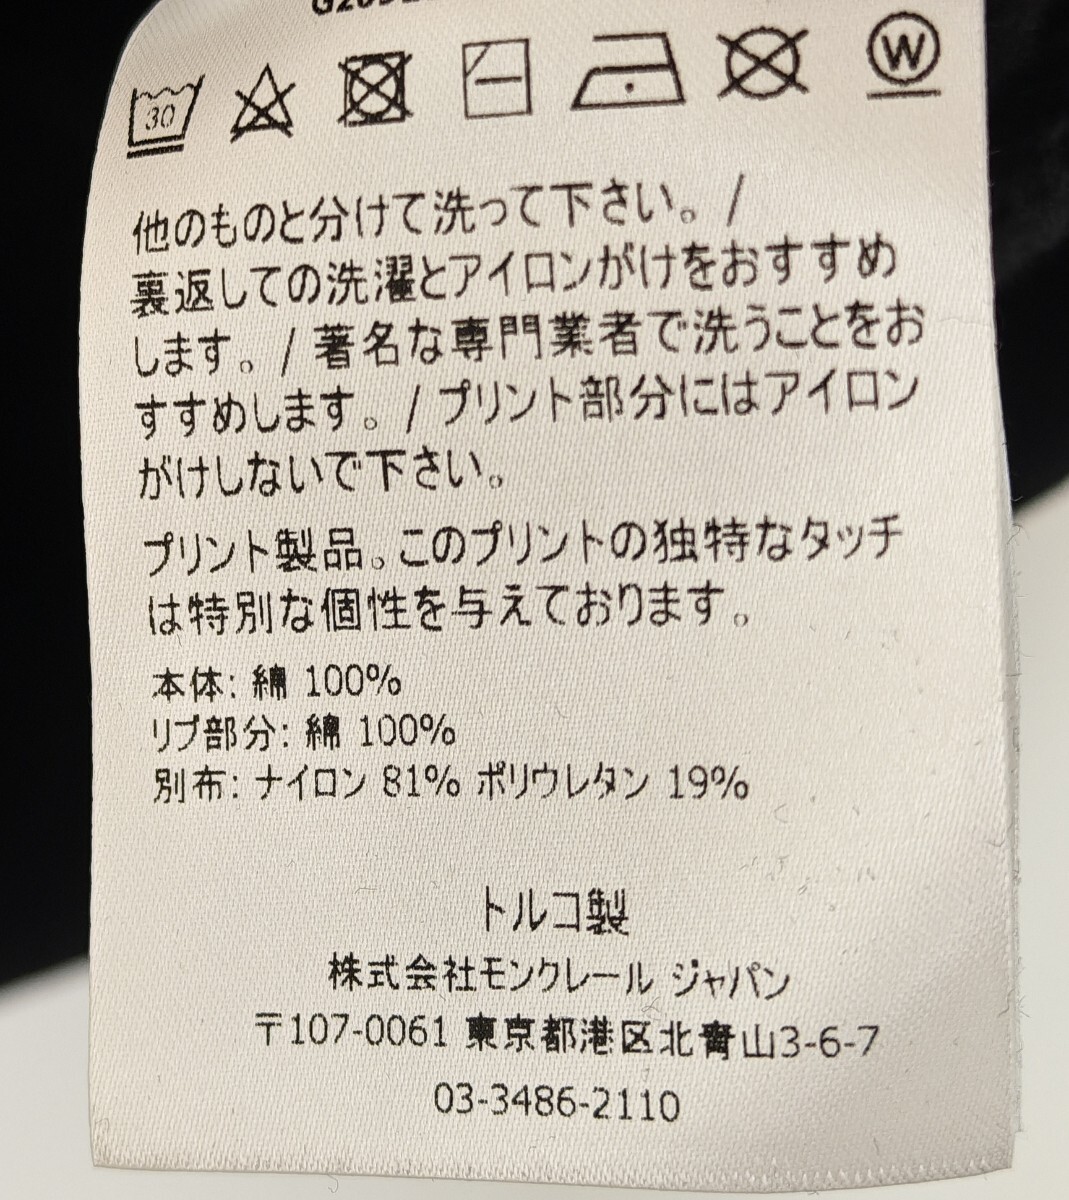 30 W
他のものと分けて洗って下さい。/
裏返しての洗濯とアイロンがけをおすすめ
します。/ 著名な専門業者で洗うことをお
すすめします。/ プリント部分にはアイロン
がけしないで下さい。
プリント製品。このプリントの独特なタッチ
は特別な個性を与えております。
本体: 綿 100%
リブ部分: 綿 100%
別布: ナイロン 81% ポリウレタン 19%
トルコ製
株式会社モンクレール ジャパン
〒107-0061 東京都港区北青山3-6-7
03-3486-2110